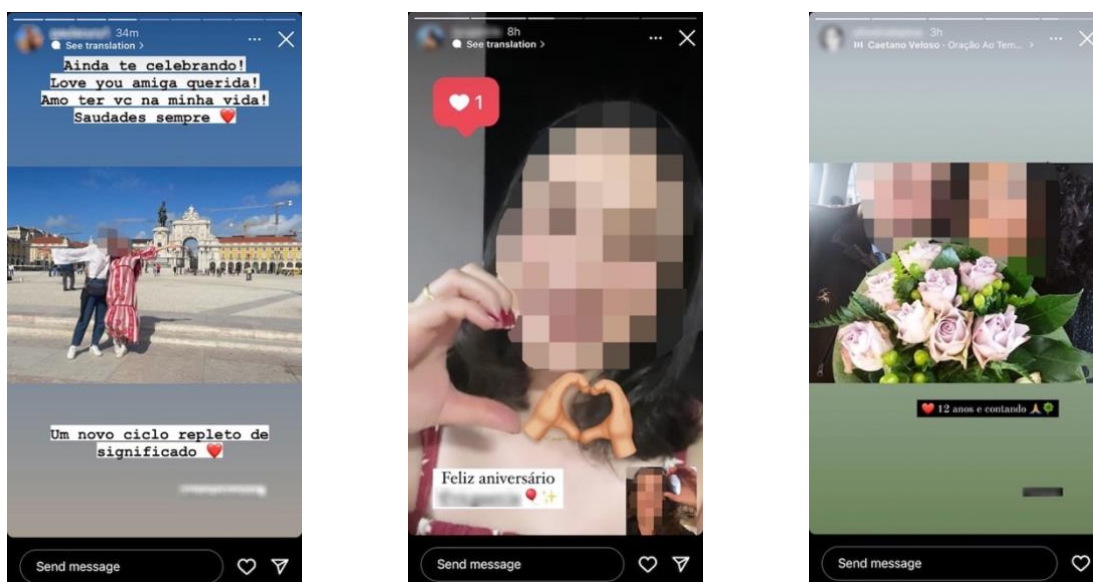 34m
See translation >
Ainda te celebrando!
Love you amiga querida!
Amo ter vc na minha vida!
Saudades sempre ❤️
Um novo ciclo repleto de
significado ❤️
Send message
8h
See translation >
1
Feliz aniversário
Send message
3h
Caetano Veloso - Oração Ao Tem... >
❤️ 12 anos e contando 🙏🌳
Send message